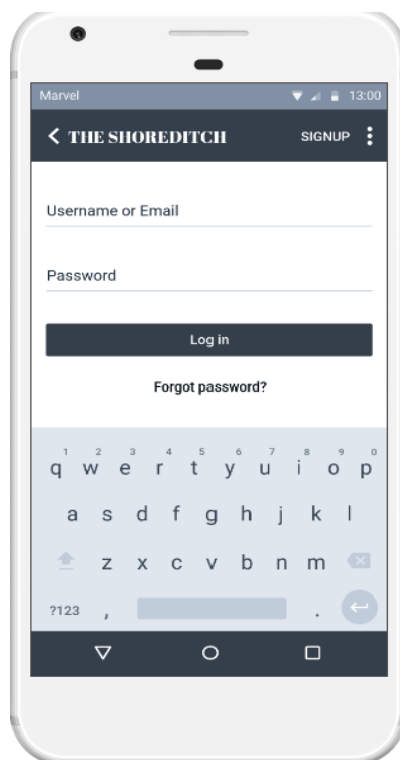 Marvel 13:00
THE SHOREDITCH SIGNUP
Username or Email
Password
Log in
Forgot password?
1 2 3 4 5 6 7 8 9 0
q w e r t y u i o p
a s d f g h j k l
z x c v b n m
?123 , .